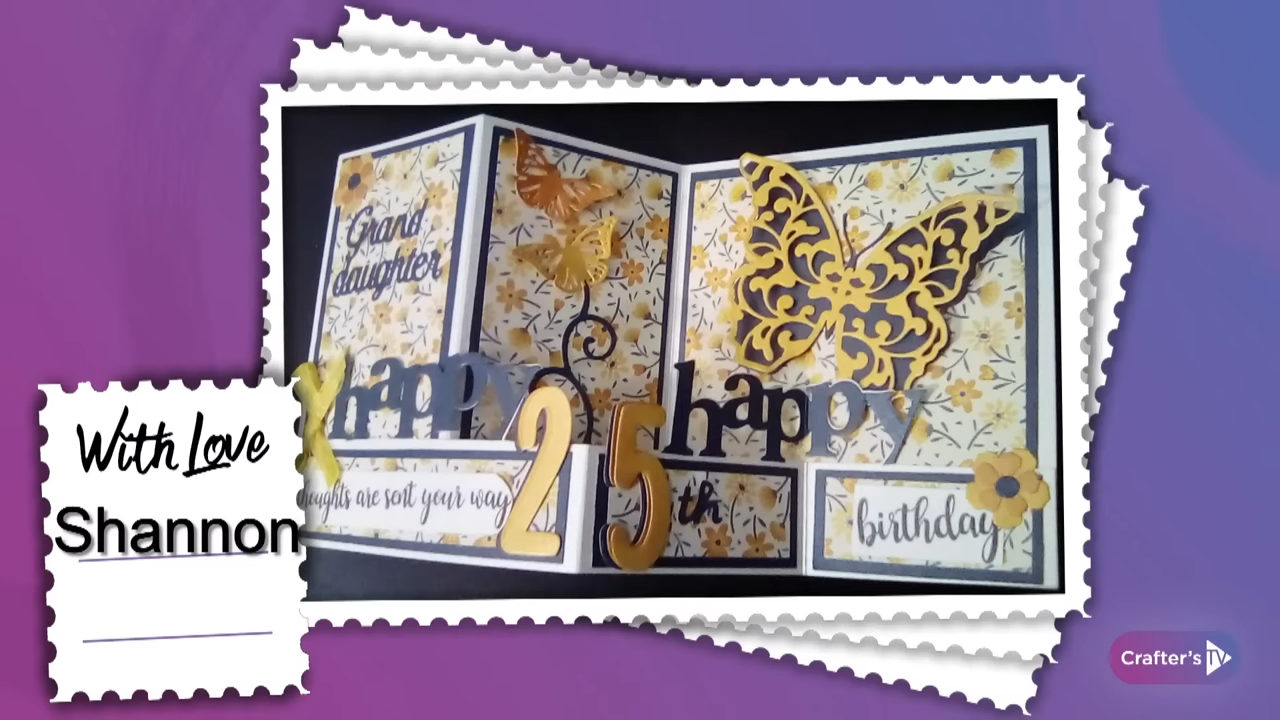 Grand
daughter
happy
happy
25
th
thoughts are sent your way
birthday
With Love
Shannon
Crafter's TV